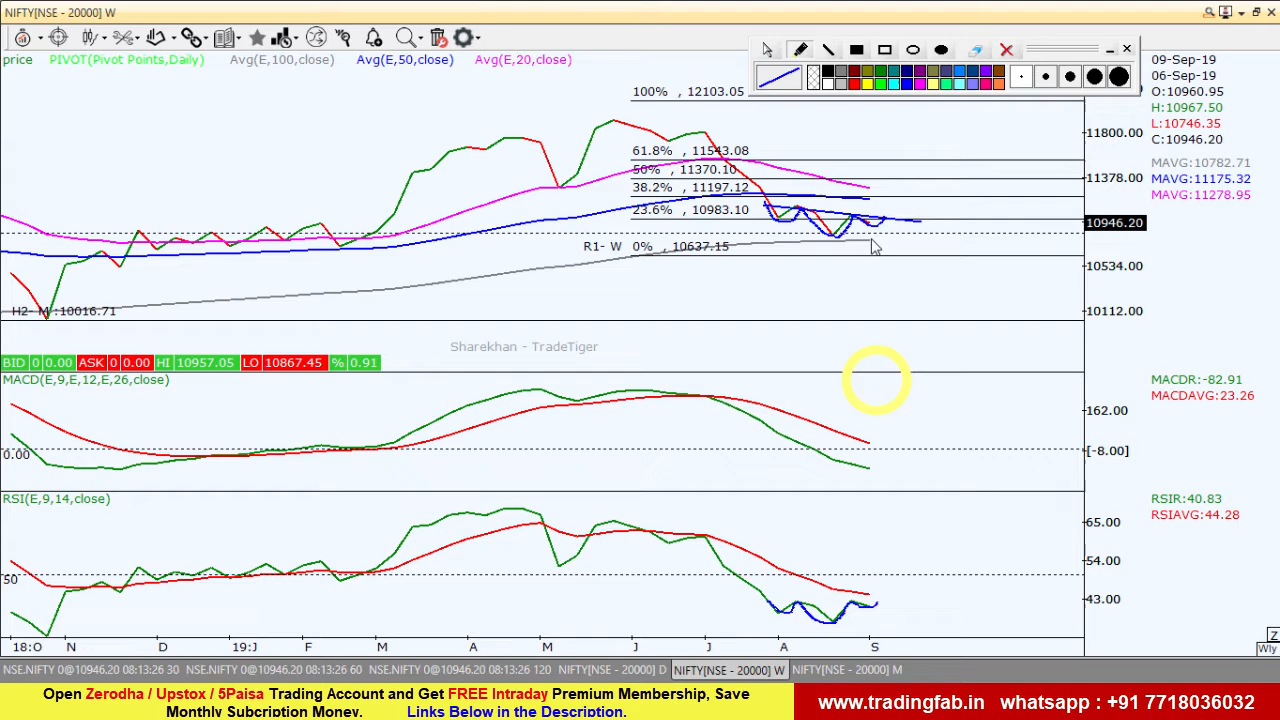 NIFTY[NSE - 20000] W
price PIVOT(Pivot Points,Daily) Avg(E,100,close) Avg(E,50,close) Avg(E,20,close)
09-Sep-19
06-Sep-19
O:10960.95
H:10967.50
L:10746.35
C:10946.20
MAVG:10782.71
MAVG:11175.32
MAVG:11278.95
100% , 12103.05
61.8% , 11543.08
50% , 11370.10
38.2% , 11197.12
23.6% , 10983.10
R1- W 0% , 10637.15
H2- M :10016.71
11800.00
11378.00
10946.20
10534.00
10112.00
Sharekhan - TradeTiger
BID 0 0.00 ASK 0 0.00 HI 10957.05 LO 10867.45 % 0.91
MACD(E,9,E,12,E,26,close)
MACDR:-82.91
MACDAVG:23.26
162.00
[-8.00]
0.00
RSI(E,9,14,close)
RSIR:40.83
RSIAVG:44.28
65.00
54.00
43.00
50
18:O N D 19:J F M A M J J A S
Z
Wly
NSE.NIFTY 0@10946.20 08:13:26 30 NSE.NIFTY 0@10946.20 08:13:26 60 NSE.NIFTY 0@10946.20 08:13:26 120 NIFTY[NSE - 20000] D NIFTY[NSE - 20000] W NIFTY[NSE - 20000] M
Open Zerodha / Upstox / 5Paisa Trading Account and Get FREE Intraday Premium Membership, Save
Monthly Subcription Money. Links Below in the Description.
www.tradingfab.in whatsapp : +91 7718036032